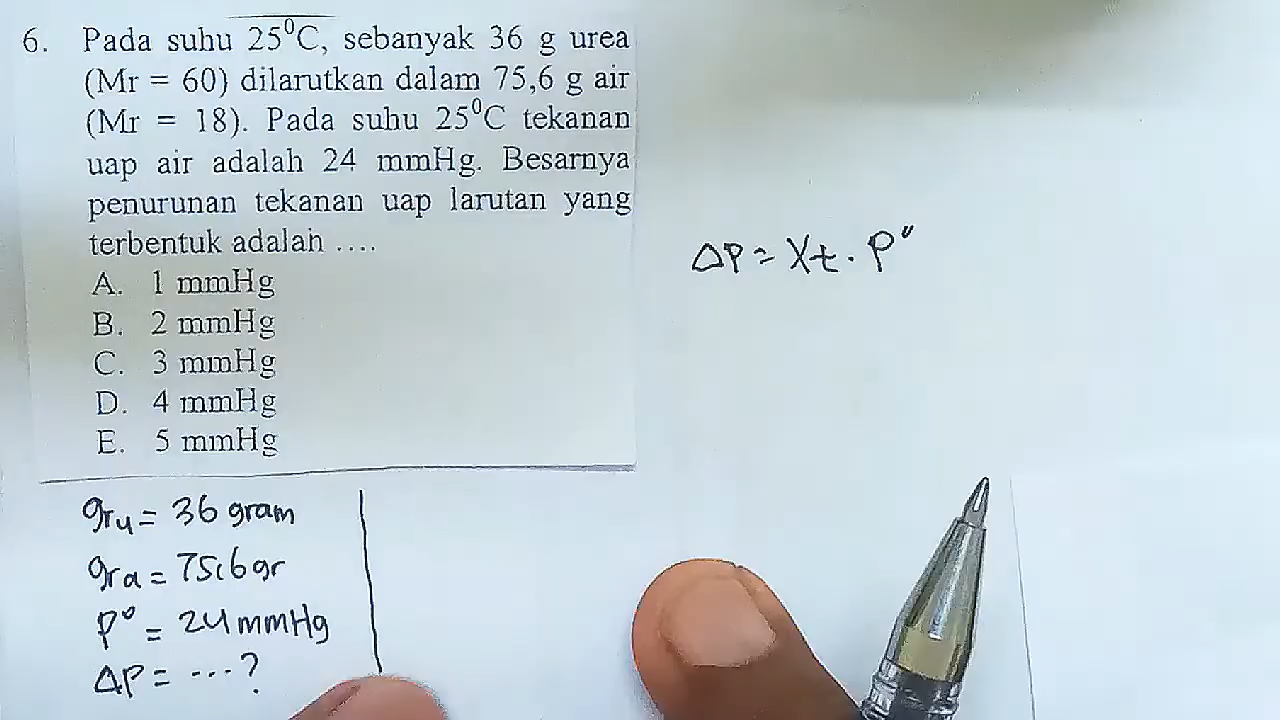 6. Pada suhu 25⁰C, sebanyak 36 g urea
(Mr = 60) dilarutkan dalam 75,6 g air
(Mr = 18). Pada suhu 25⁰C tekanan
uap air adalah 24 mmHg. Besarnya
penurunan tekanan uap larutan yang
terbentuk adalah ....
A. 1 mmHg
B. 2 mmHg
C. 3 mmHg
D. 4 mmHg
E. 5 mmHg
gru = 36 gram
gra = 75,6 gr
P⁰ = 24 mmHg
ΔP = ...?
ΔP = Xt . P⁰